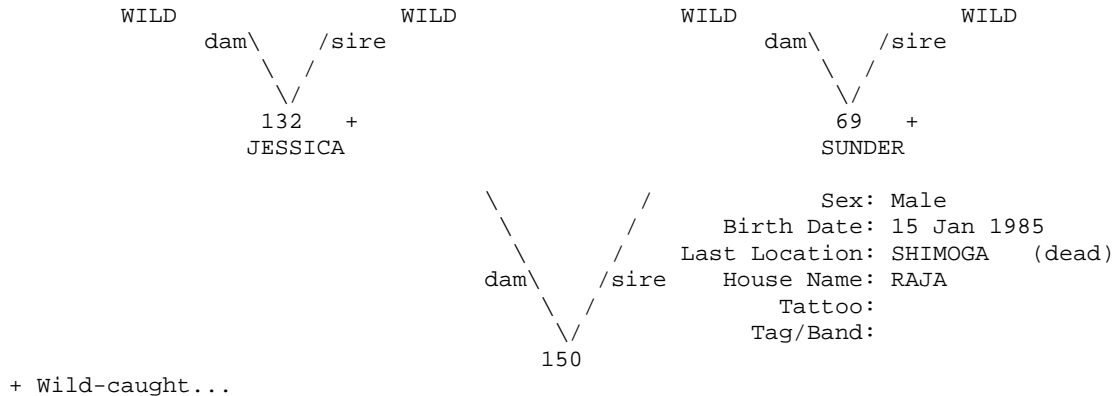 WILD WILD WILD WILD
dam\ /sire dam\ /sire
\ / \ /
\/ \/
132 + 69 +
JESSICA SUNDER
\ / Sex: Male
\ / Birth Date: 15 Jan 1985
\ / Last Location: SHIMOGA (dead)
dam\ /sire House Name: RAJA
\ / Tattoo:
\/ Tag/Band:
150
+ Wild-caught...